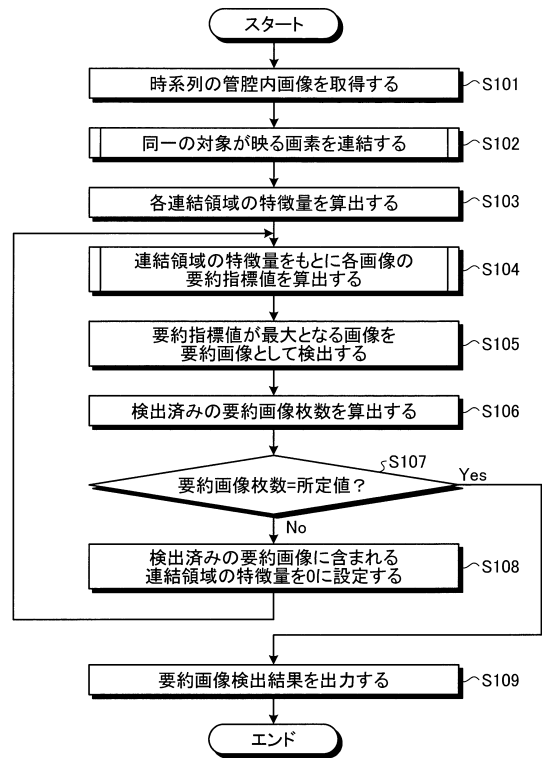 スタート
時系列の管腔内画像を取得する
S101
同一の対象が映る画素を連結する
S102
各連結領域の特徴量を算出する
S103
連結領域の特徴量をもとに各画像の
要約指標値を算出する
S104
要約指標値が最大となる画像を
要約画像として検出する
S105
検出済みの要約画像枚数を算出する
S106
S107
要約画像枚数=所定値?
Yes
No
検出済みの要約画像に含まれる
連結領域の特徴量を0に設定する
S108
要約画像検出結果を出力する
S109
エンド